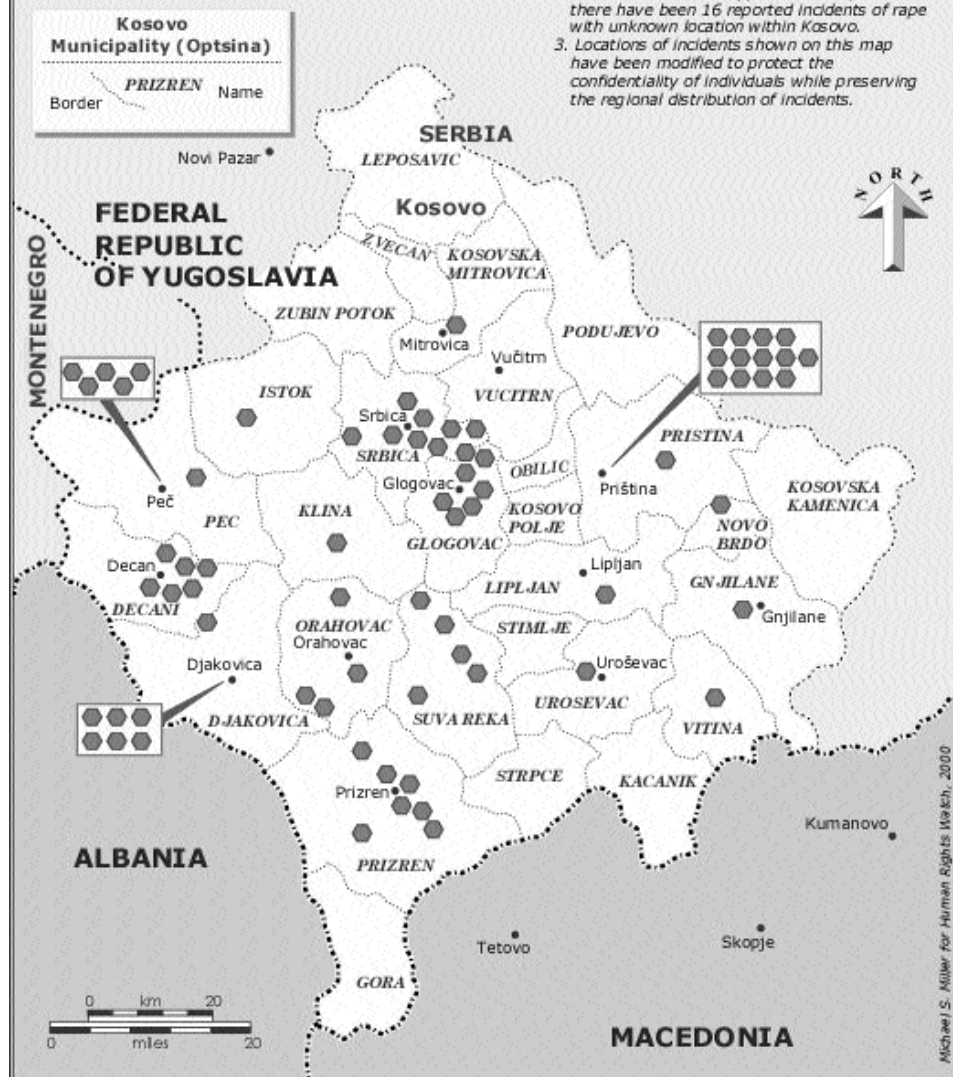 there have been 16 reported incidents of rape
with unknown location within Kosovo.
3. Locations of incidents shown on this map
have been modified to protect the
confidentiality of individuals while preserving
the regional distribution of incidents.
Kosovo
Municipality (Optsina)
PRIZREN
Border
Name
SERBIA
Novi Pazar
LEPOSAVIC
NORTH
Kosovo
FEDERAL
REPUBLIC
OF YUGOSLAVIA
MONTENEGRO
ZVECAN
KOSOVSKA
MITROVICA
ZUBIN POTOK
PODUJEVO
Mitrovica
Vučitrn
ISTOK
VUCITRN
Srbica
SRBICA
PRISTINA
OBILIC
Glogovac
Priština
Peč
KOSOVSKA
KAMENICA
PEC
KLINA
KOSOVO
POLJE
NOVO
BRDO
GLOGOVAC
Decan
Lipljan
LIPLJAN
GNJILANE
DECANI
Gnjilane
ORAHOVAC
Orahovac
STIMLJE
Djakovica
Uroševac
UROSEVAC
DJAKOVICA
SUVA REKA
VITINA
STRPCE
KACANIK
Prizren
Kumanovo
ALBANIA
PRIZREN
Tetovo
Skopje
GORA
0 km 20
0 miles 20
MACEDONIA
Michael S. Miller for Human Rights Watch, 2000